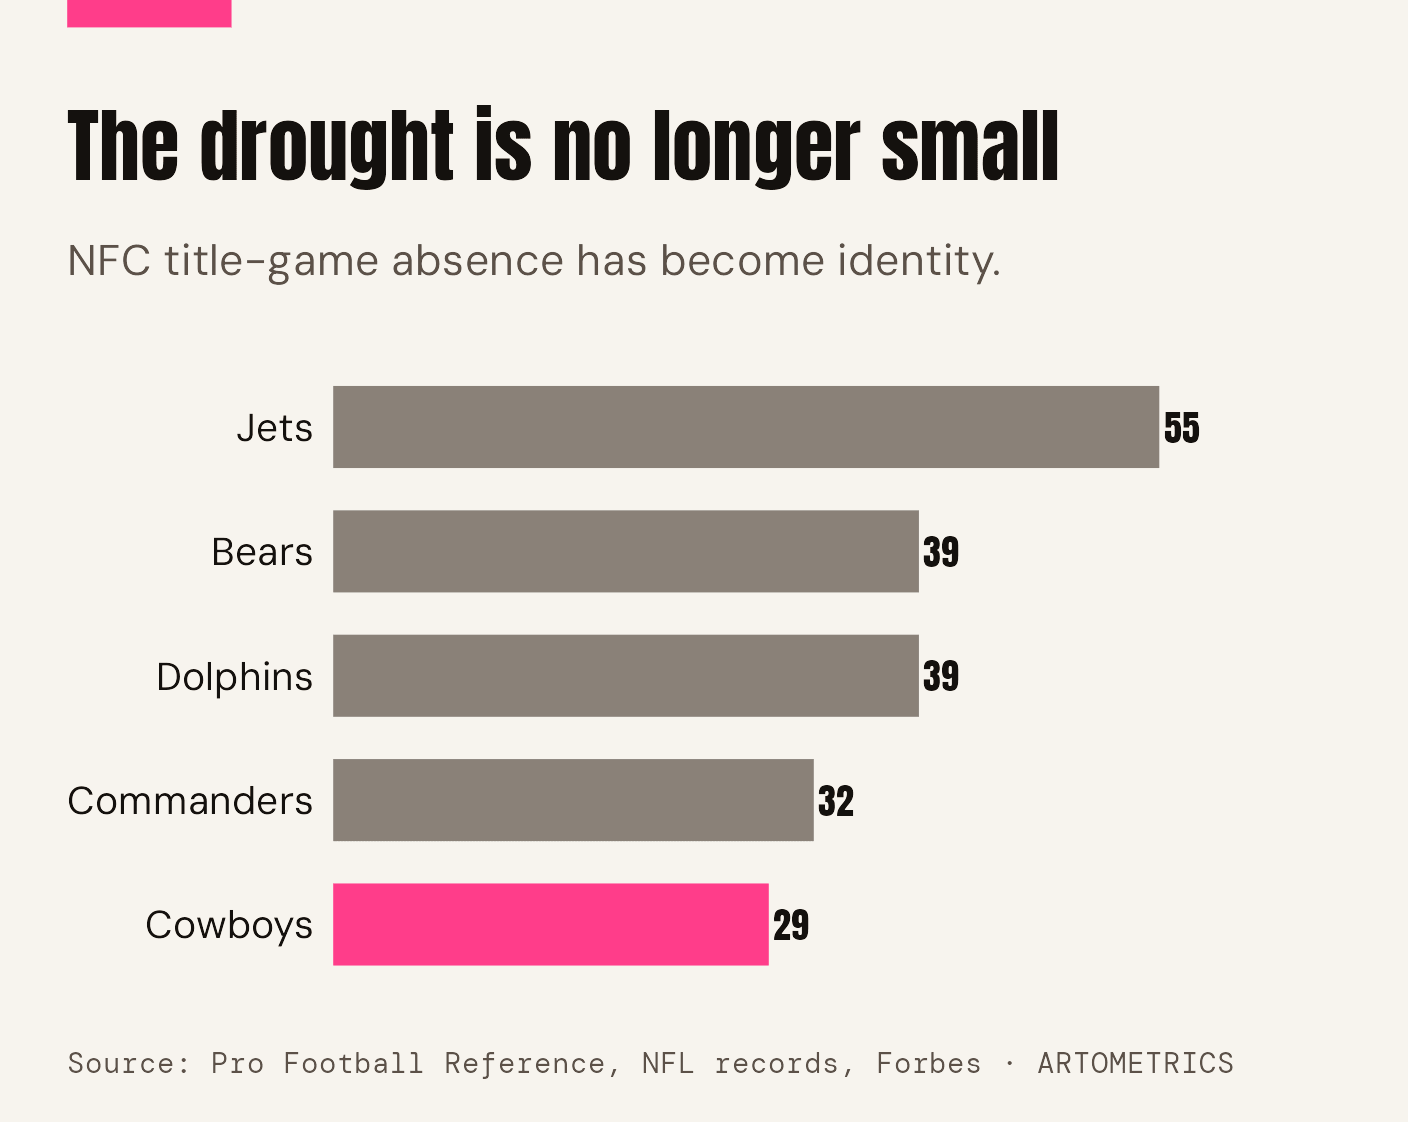 The drought is no longer small
NFC title-game absence has become identity.
Jets 55
Bears 39
Dolphins 39
Commanders 32
Cowboys 29
Source: Pro Football Reference, NFL records, Forbes · ARTOMETRICS